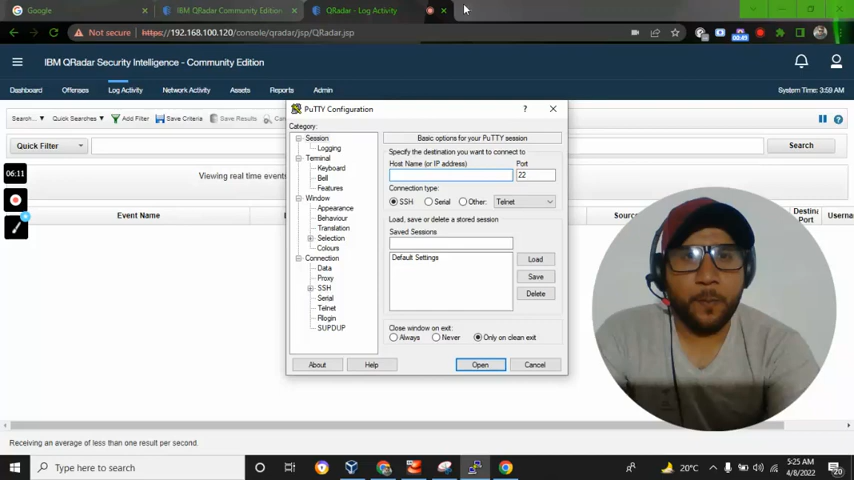 Google
IBM QRadar Community Edition
QRadar - Log Activity
Not secure
https://192.168.100.120/console/qradar/jsp/QRadar.jsp
00:49
IBM QRadar Security Intelligence - Community Edition
Dashboard
Offenses
Log Activity
Network Activity
Assets
Reports
Admin
System Time: 3:59 AM
Search...
Quick Searches
Add Filter
Save Criteria
Save Results
Quick Filter
Search
Viewing real time events
06:11
Event Name
Sourc
Destina
Port
Userna
PuTTY Configuration
?
Category:
Session
Logging
Terminal
Keyboard
Bell
Features
Window
Appearance
Behaviour
Translation
Selection
Colours
Connection
Data
Proxy
SSH
Serial
Telnet
Rlogin
SUPDUP
Basic options for your PuTTY session
Specify the destination you want to connect to
Host Name (or IP address)
Port
22
Connection type:
SSH
Serial
Other:
Telnet
Load, save or delete a stored session
Saved Sessions
Default Settings
Load
Save
Delete
Close window on exit:
Always
Never
Only on clean exit
About
Help
Open
Cancel
Receiving an average of less than one result per second.
Type here to search
20°C
5:25 AM
4/8/2022
20